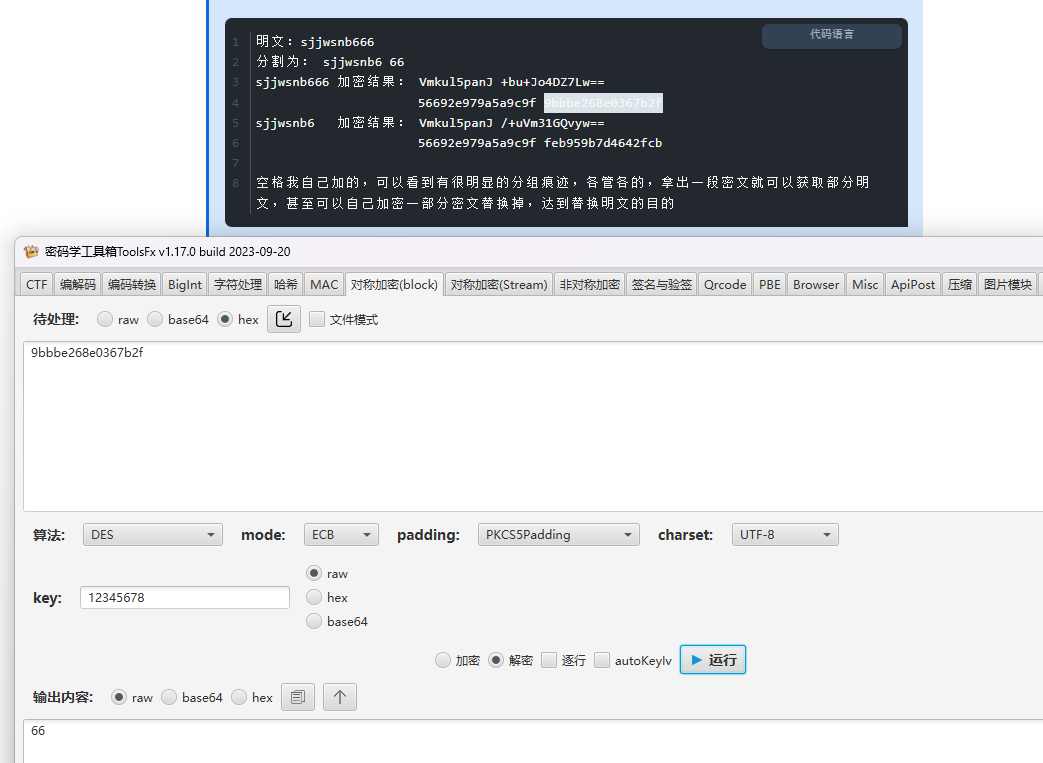 代码语言
1 明文：sjjwsnb666
2 分割为： sjjwsnb6 66
3 sjjwsnb666 加密结果： Vmkul5panJ +bu+Jo4DZ7Lw==
4 56692e979a5a9c9f 9bbbe268e0367b2f
5 sjjwsnb6 加密结果： Vmkul5panJ /+uVm31GQvyw==
6 56692e979a5a9c9f feb959b7d4642fcb
7
8 空格我自己加的，可以看到有很明显的分组痕迹，各管各的，拿出一段密文就可以获取部分明
文，甚至可以自己加密一部分密文替换掉，达到替换明文的目的
密码学工具箱ToolsFx v1.17.0 build 2023-09-20
CTF 编解码 编码转换 BigInt 字符处理 哈希 MAC 对称加密(block) 对称加密(Stream) 非对称加密 签名与验签 Qrcode PBE Browser Misc ApiPost 压缩 图片模块
待处理: raw base64 hex 文件模式
9bbbe268e0367b2f
算法: DES mode: ECB padding: PKCS5Padding charset: UTF-8
raw
key: 12345678 hex
base64
加密 解密 逐行 autoKeyIv 运行
输出内容: raw base64 hex
66